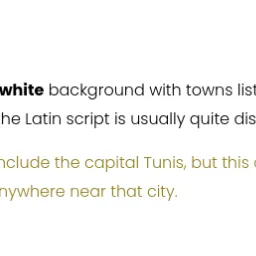 white background with towns list
he Latin script is usually quite dis
nclude the capital Tunis, but this
nywhere near that city.